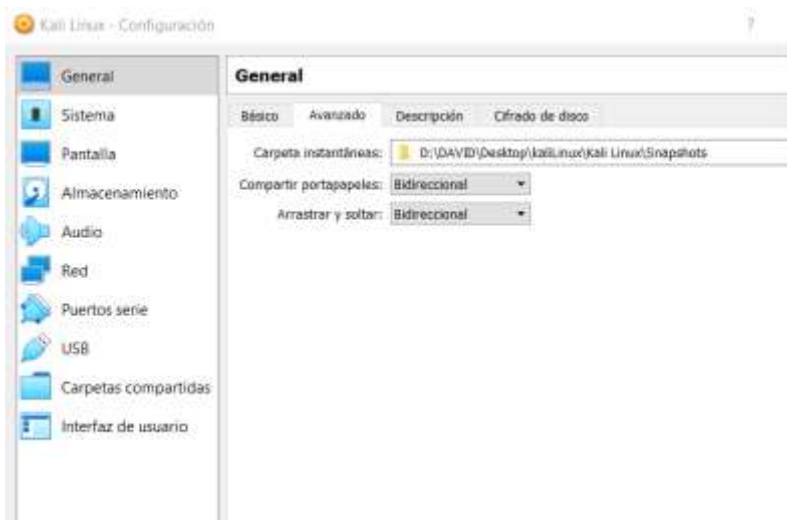 Kali Linux - Configuración ?
General
Sistema
Pantalla
Almacenamiento
Audio
Red
Puertos serie
USB
Carpetas compartidas
Interfaz de usuario
General
Básico Avanzado Descripción Cifrado de disco
Carpeta instantáneas: D:\DAVID\Desktop\kaliLinux\Kali Linux\Snapshots
Compartir portapapeles: Bidireccional
Arrastrar y soltar: Bidireccional